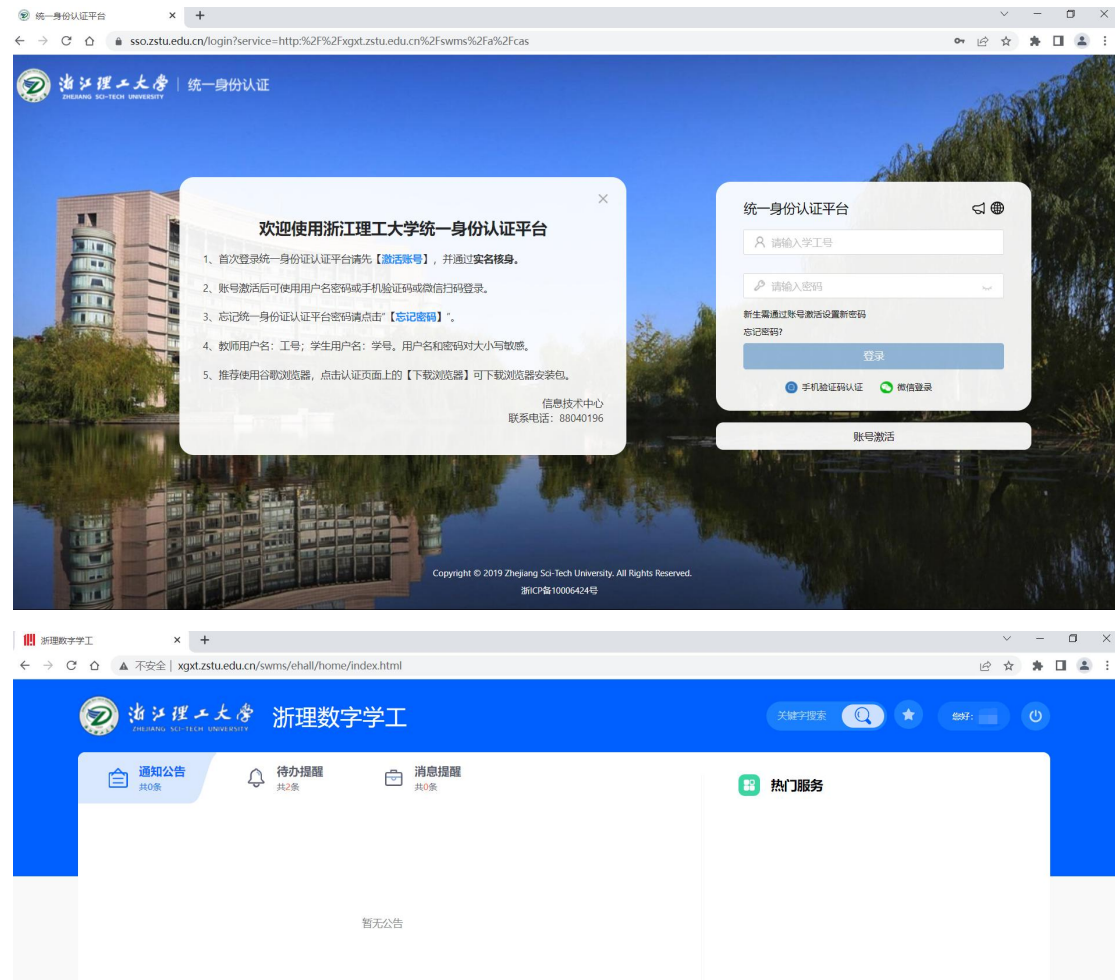 统一身份认证平台
sso.zstu.edu.cn/login?service=http:%2F%2Fxgxt.zstu.edu.cn%2Fswms%2Fa%2Fcas
浙江理工大学 | 统一身份认证
ZHEJIANG SCI-TECH UNIVERSITY
欢迎使用浙江理工大学统一身份认证平台
1、首次登录统一身份证认证平台请先【激活账号】，并通过实名核身。
2、账号激活后可使用用户名密码或手机验证码或微信扫码登录。
3、忘记统一身份证认证平台密码请点击“【忘记密码】”。
4、教师用户名：工号；学生用户名：学号。用户名和密码对大小写敏感。
5、推荐使用谷歌浏览器，点击认证页面上的【下载浏览器】可下载浏览器安装包。
信息技术中心
联系电话：88040196
统一身份认证平台
请输入学工号
请输入密码
新生需通过账号激活设置新密码
忘记密码?
登录
手机验证码认证 微信登录
账号激活
Copyright © 2019 Zhejiang Sci-Tech University. All Rights Reserved.
浙ICP备10006424号
浙理数字学工
不安全 | xgxt.zstu.edu.cn/swms/ehall/home/index.html
浙江理工大学 浙理数字学工
ZHEJIANG SCI-TECH UNIVERSITY
关键字搜索
您好:
通知公告
共0条
待办提醒
共2条
消息提醒
共0条
热门服务
暂无公告